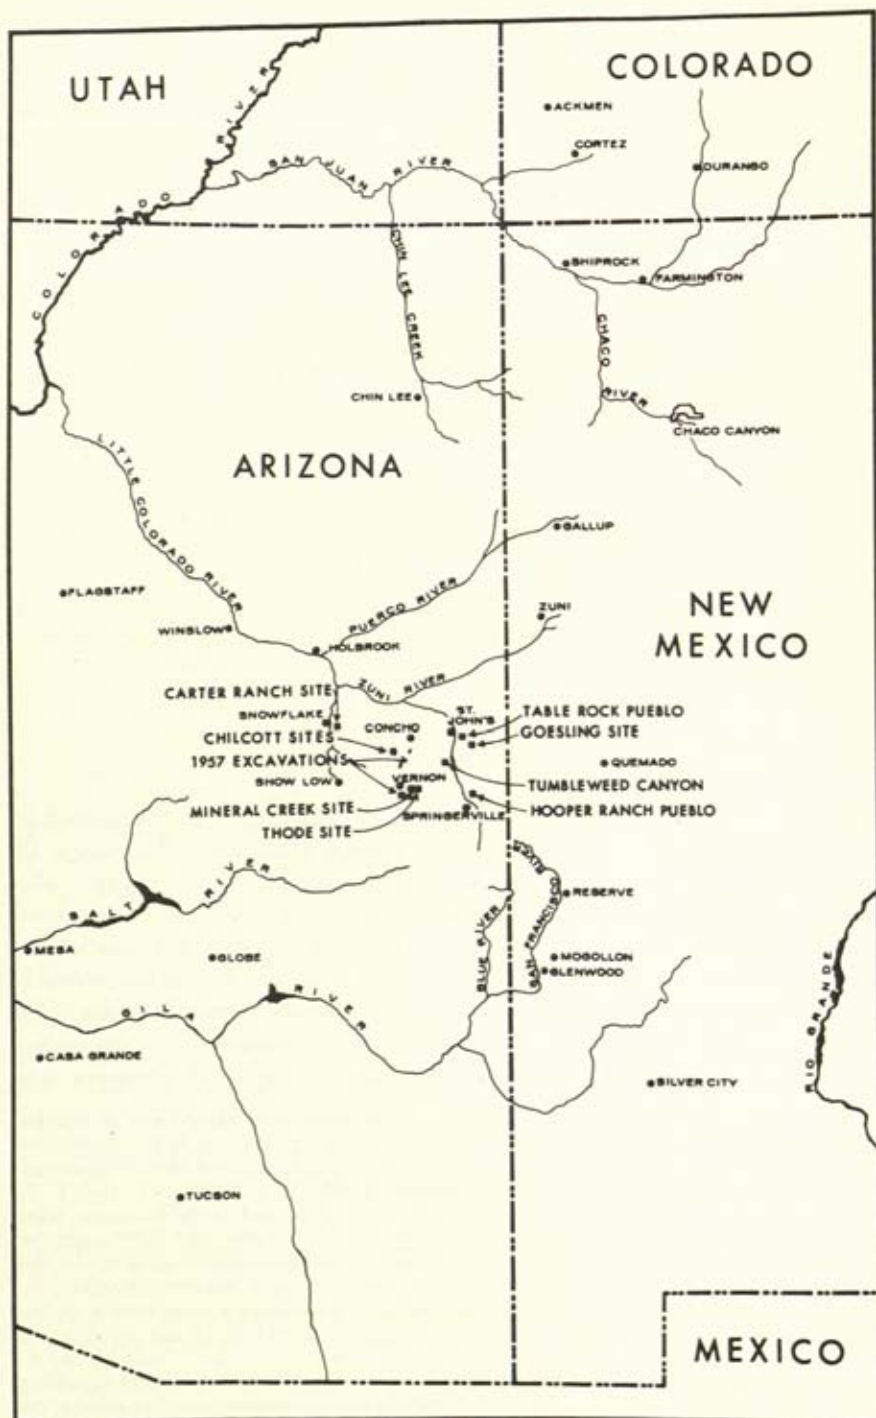 UTAH
COLORADO
ACKMEN
CORTEZ
DURANGO
COLORADO RIVER
SAN JUAN RIVER
COLORADO
SHIPROCK
FARMINGTON
CHIN LEE CREEK
CHACO RIVER
CHIN LEE
CHACO CANYON
ARIZONA
LITTLE COLORADO RIVER
GALLUP
FLAGSTAFF
PUERCO RIVER
NEW
MEXICO
ZUNI
WINSLOW
HOLBROOK
ZUNI RIVER
CARTER RANCH SITE
SNOWFLAKE
CONCHO
ST.
JOHN'S
TABLE ROCK PUEBLO
GOESLING SITE
CHILCOTT SITES
1957 EXCAVATIONS
QUEMADO
SHOW LOW
VERNON
TUMBLEWEED CANYON
MINERAL CREEK SITE
SPRINGERVILLE
HOOPER RANCH PUEBLO
THODE SITE
SALT RIVER
RESERVE
BLUE RIVER
SAN FRANCISCO RIVER
MESA
GLOBE
MOGOLLON
GLENWOOD
GILA RIVER
RIO GRANDE
CASA GRANDE
SILVER CITY
TUCSON
MEXICO